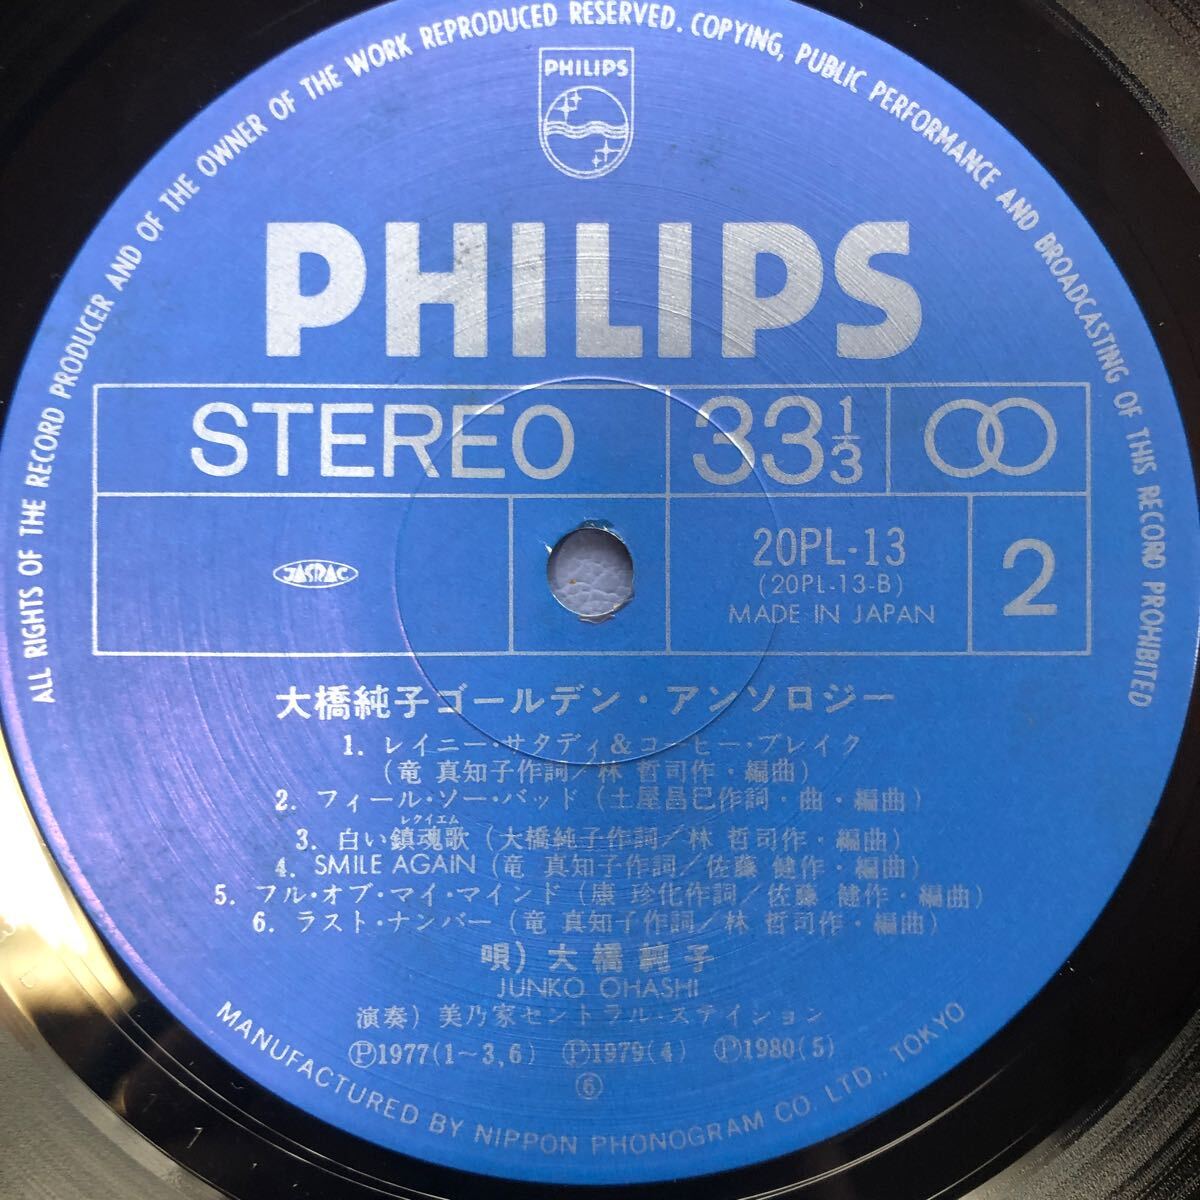 ALL RIGHTS OF THE RECORD PRODUCER AND OF THE OWNER OF THE WORK REPRODUCED RESERVED. COPYING, PUBLIC PERFORMANCE AND BROADCASTING OF THIS RECORD PROHIBITED
PHILIPS
PHILIPS
STEREO
33 1/3
JASRAC
20PL-13
(20PL-13-B)
MADE IN JAPAN
2
大橋純子ゴールデン・アンソロジー
1. レイニー・サタディ&コーヒー・ブレイク
(竜 真知子作詞/林 哲司作・編曲)
2. フィール・ソー・バッド (土屋昌巳作詞・曲・編曲)
レクイエム
3. 白い鎮魂歌 (大橋純子作詞/林 哲司作・編曲)
4. SMILE AGAIN (竜 真知子作詞/佐藤 健作・編曲)
5. フル・オブ・マイ・マインド (康 珍化作詞/佐藤 健作・編曲)
6. ラスト・ナンバー (竜 真知子作詞/林 哲司作・編曲)
唄) 大橋純子
JUNKO OHASHI
演奏) 美乃家セントラル・ステイション
Ⓟ1977(1~3,6) Ⓟ1979(4) Ⓟ1980(5)
⑥
MANUFACTURED BY NIPPON PHONOGRAM CO. LTD., TOKYO